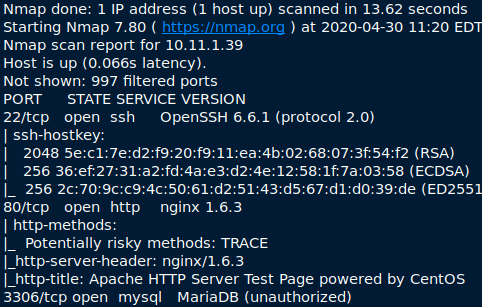 Nmap done: 1 IP address (1 host up) scanned in 13.62 seconds
Starting Nmap 7.80 ( https://nmap.org ) at 2020-04-30 11:20 EDT
Nmap scan report for 10.11.1.39
Host is up (0.066s latency).
Not shown: 997 filtered ports
PORT STATE SERVICE VERSION
22/tcp open ssh OpenSSH 6.6.1 (protocol 2.0)
| ssh-hostkey:
| 2048 5e:c1:7e:d2:f9:20:f9:11:ea:4b:02:68:07:3f:54:f2 (RSA)
| 256 36:ef:27:31:a2:fd:4a:e3:d2:4e:12:58:1f:7a:03:58 (ECDSA)
|_ 256 2c:70:9c:c9:4c:50:61:d2:51:43:d5:67:d1:d0:39:de (ED2551
80/tcp open http nginx 1.6.3
| http-methods:
|_ Potentially risky methods: TRACE
|_http-server-header: nginx/1.6.3
|_http-title: Apache HTTP Server Test Page powered by CentOS
3306/tcp open mysql MariaDB (unauthorized)